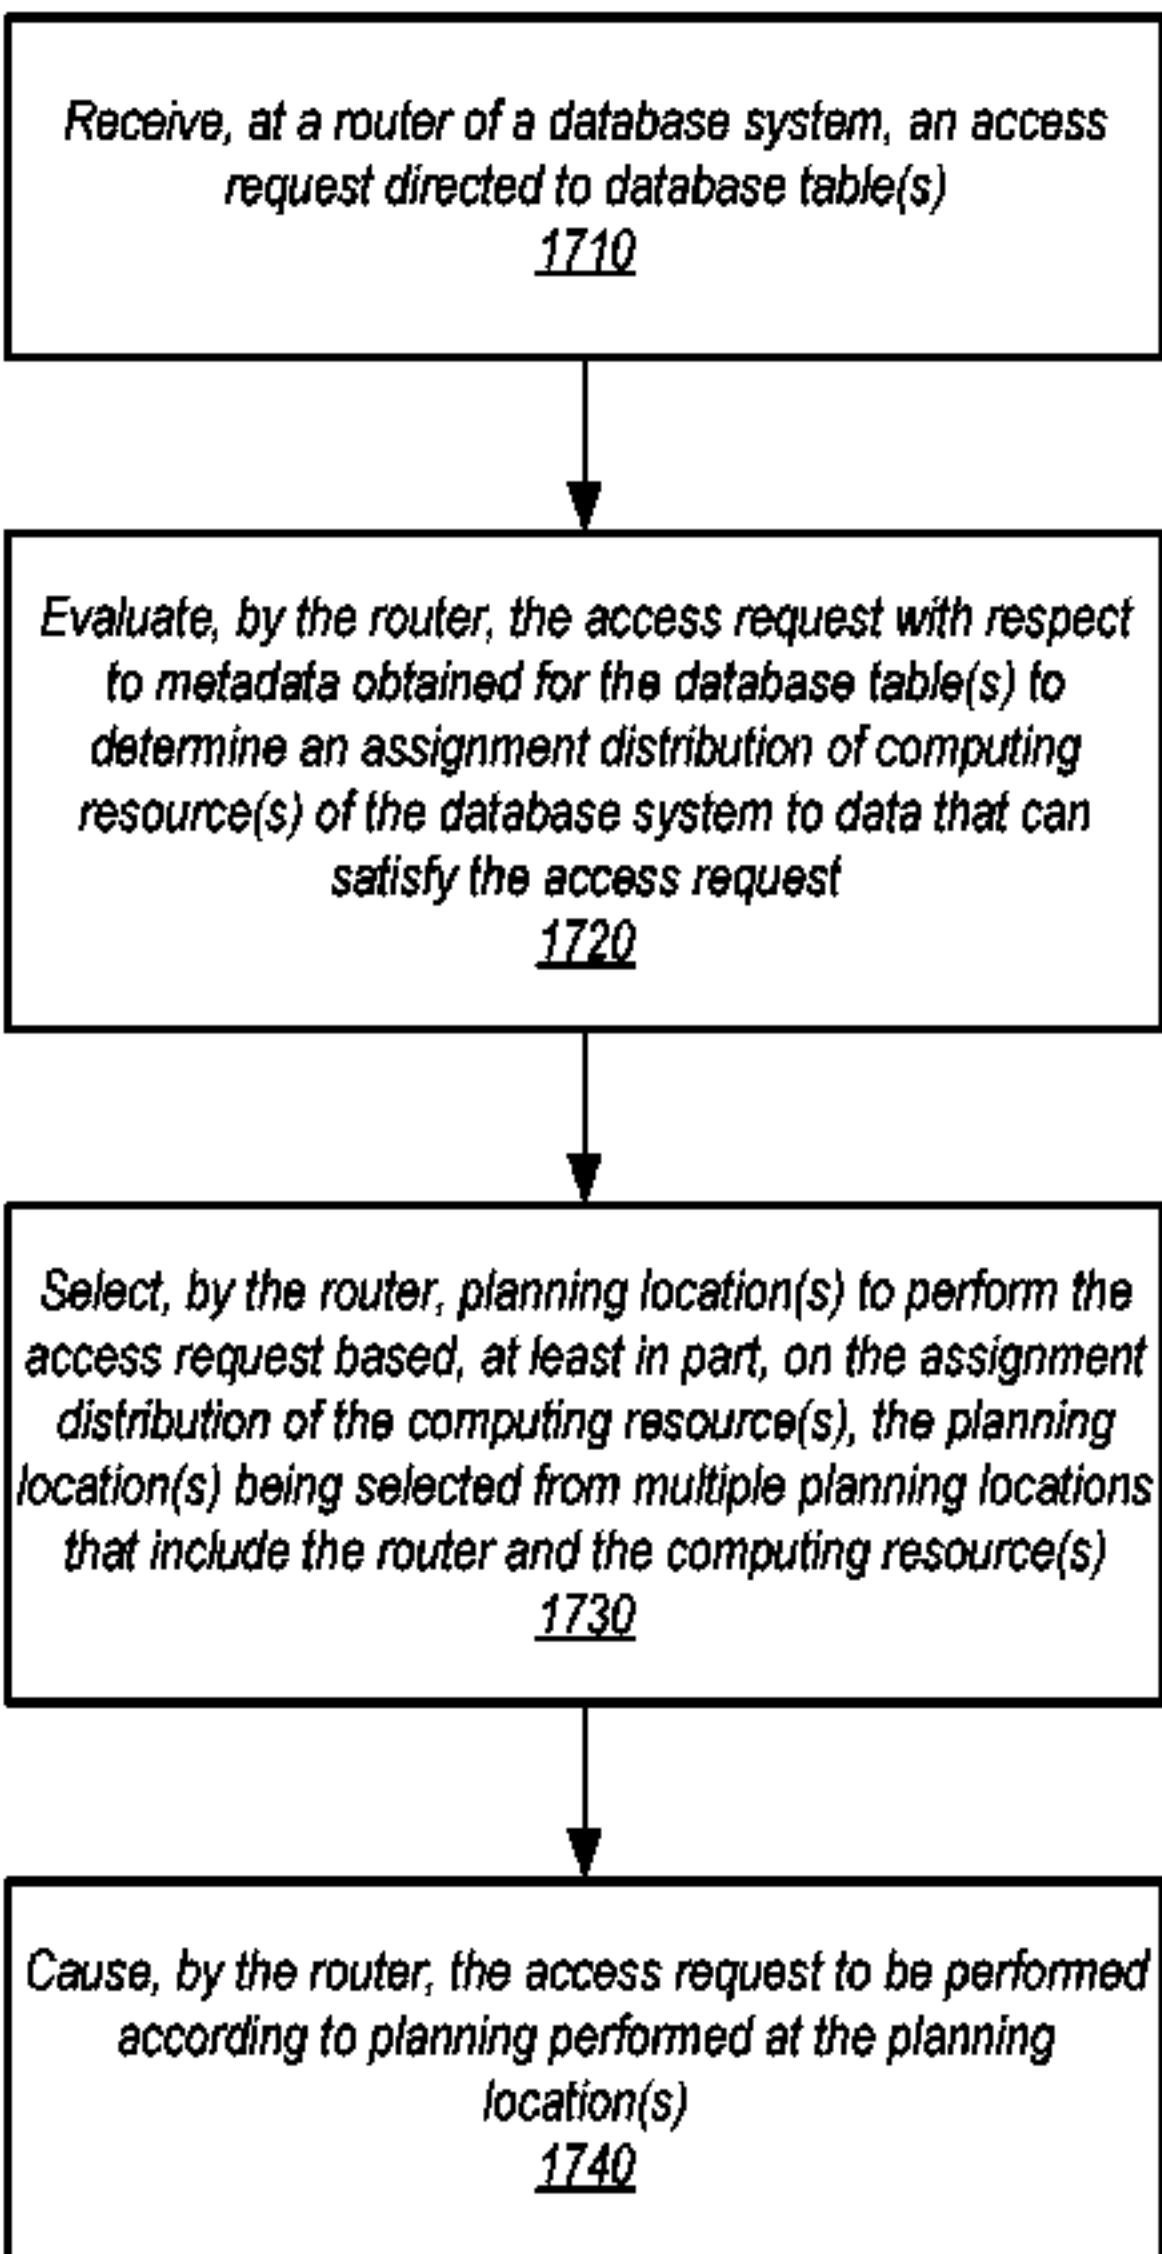 Receive, at a router of a database system, an access
request directed to database table(s)
1710
Evaluate, by the router, the access request with respect
to metadata obtained for the database table(s) to
determine an assignment distribution of computing
resource(s) of the database system to data that can
satisfy the access request
1720
Select, by the router, planning location(s) to perform the
access request based, at least in part, on the assignment
distribution of the computing resource(s), the planning
location(s) being selected from multiple planning locations
that include the router and the computing resource(s)
1730
Cause, by the router, the access request to be performed
according to planning performed at the planning
location(s)
1740